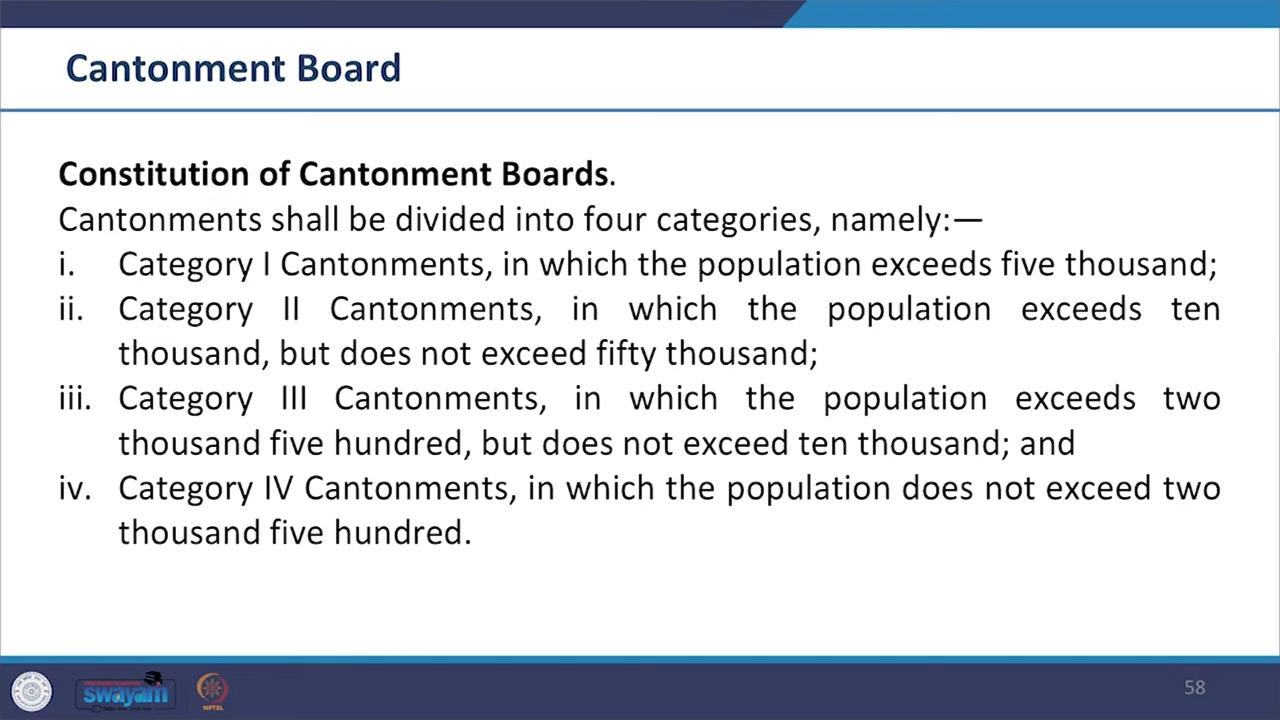 Cantonment Board
Constitution of Cantonment Boards.
Cantonments shall be divided into four categories, namely:—
i. Category I Cantonments, in which the population exceeds five thousand;
ii. Category II Cantonments, in which the population exceeds ten
thousand, but does not exceed fifty thousand;
iii. Category III Cantonments, in which the population exceeds two
thousand five hundred, but does not exceed ten thousand; and
iv. Category IV Cantonments, in which the population does not exceed two
thousand five hundred.
swayam
NPTEL
58